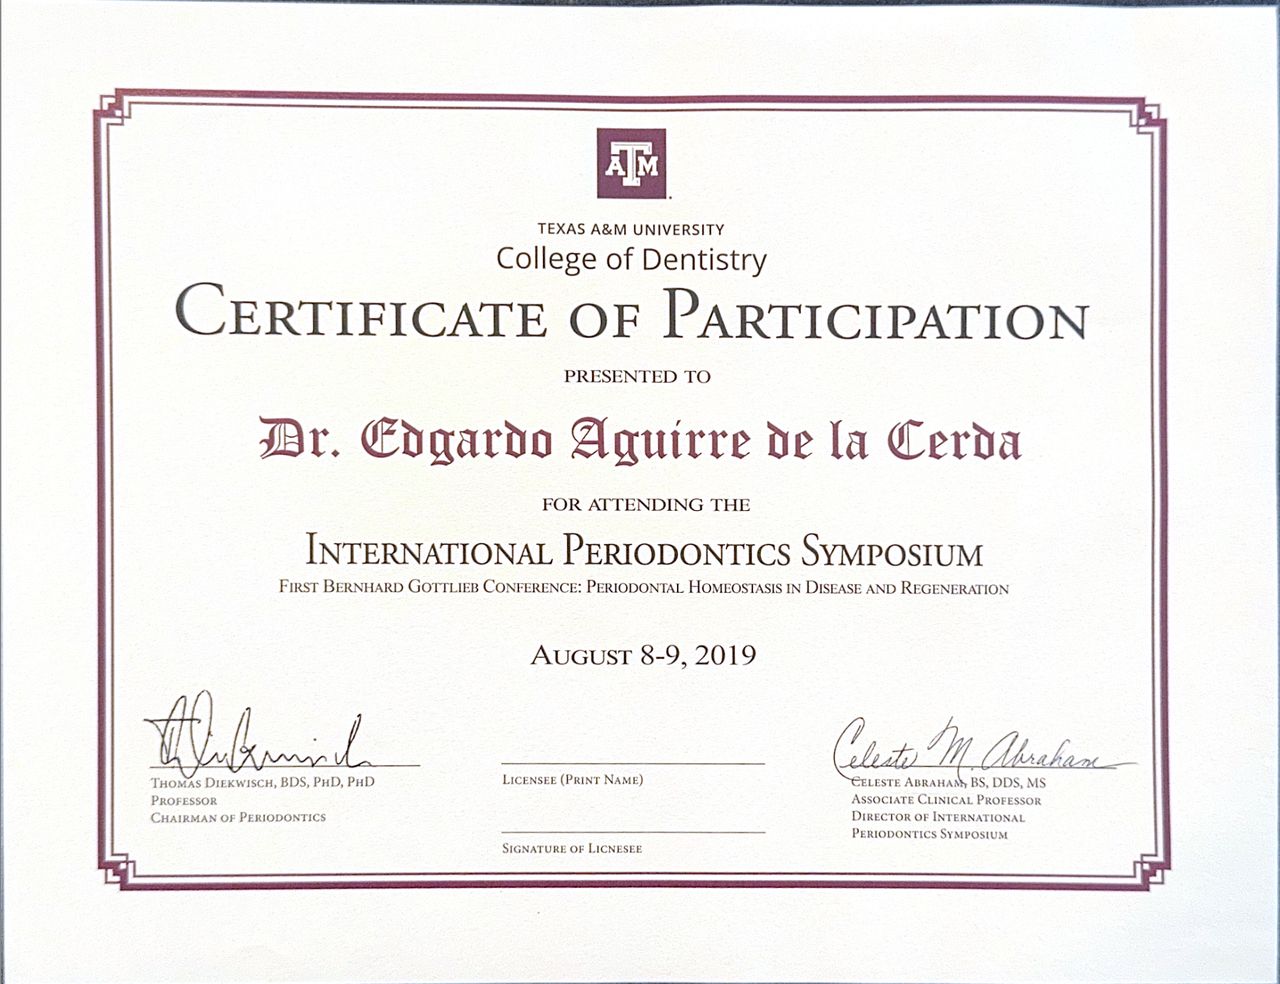 ATM
TEXAS A&M UNIVERSITY
College of Dentistry
CERTIFICATE OF PARTICIPATION
PRESENTED TO
Dr. Edgardo Aguirre de la Cerda
FOR ATTENDING THE
INTERNATIONAL PERIODONTICS SYMPOSIUM
FIRST BERNHARD GOTTLIEB CONFERENCE: PERIODONTAL HOMEOSTASIS IN DISEASE AND REGENERATION
AUGUST 8-9, 2019
THOMAS DIEKWISCH, BDS, PHD, PHD
PROFESSOR
CHAIRMAN OF PERIODONTICS
LICENSEE (PRINT NAME)
SIGNATURE OF LICNESEE
Celeste M. Abraham
CELESTE ABRAHAM, BS, DDS, MS
ASSOCIATE CLINICAL PROFESSOR
DIRECTOR OF INTERNATIONAL
PERIODONTICS SYMPOSIUM